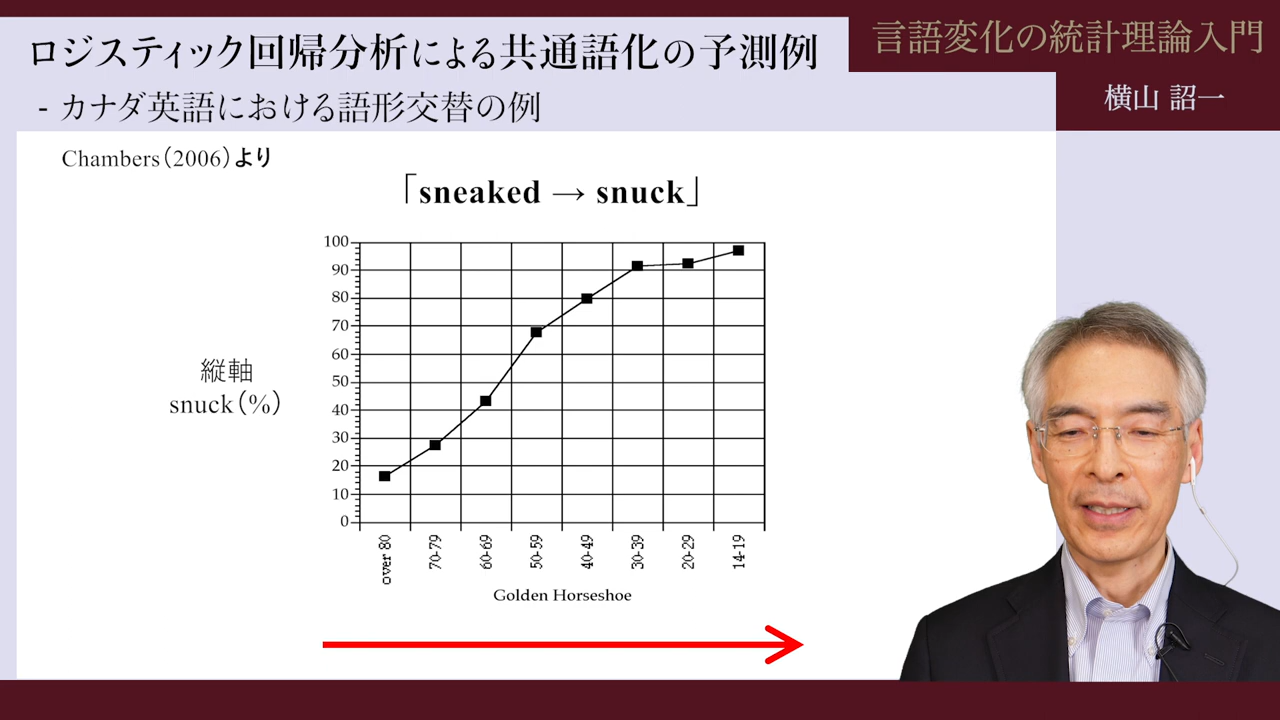 ロジスティック回帰分析による共通語化の予測例
- カナダ英語における語形交替の例
言語変化の統計理論入門
横山 詔一
Chambers(2006)より
「sneaked → snuck」
縦軸
snuck(%)
100
90
80
70
60
50
40
30
20
10
0
over 80
70-79
60-69
50-59
40-49
30-39
20-29
14-19
Golden Horseshoe